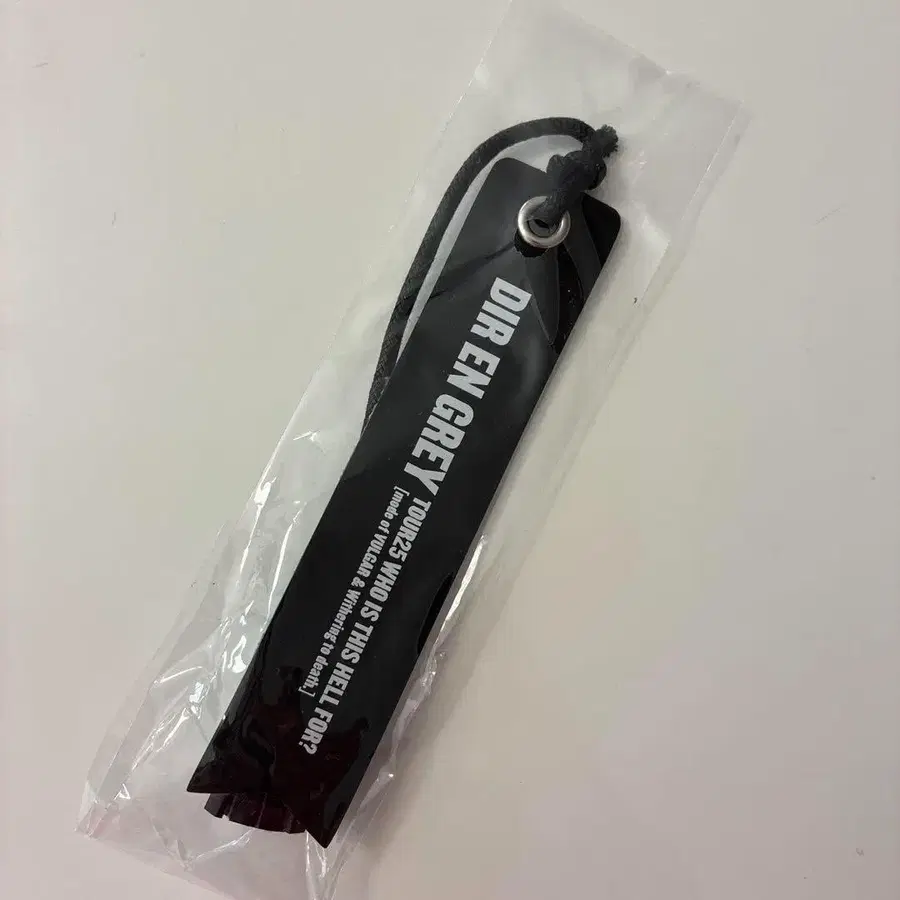 DIR EN GREY TOUR25 WHO IS THIS HELL FOR?
[mode of VULGAR & Withering to death.]